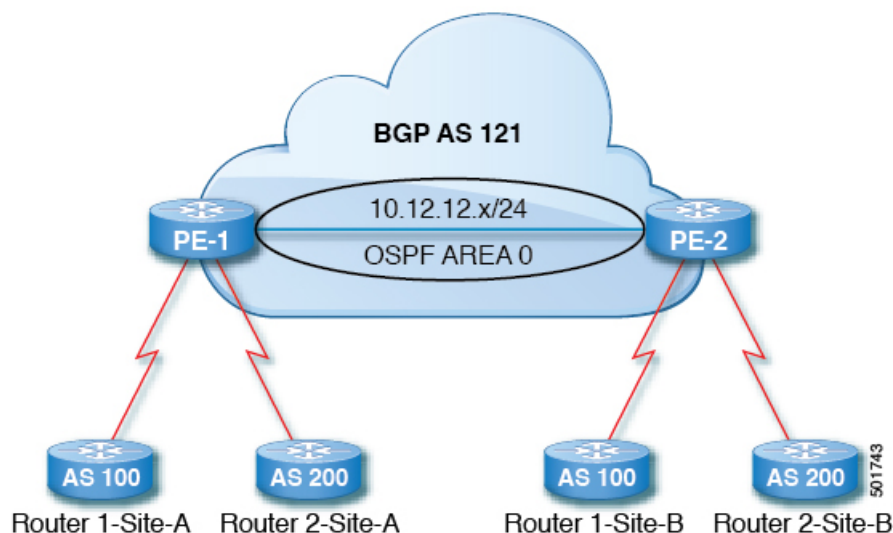 BGP AS 121
10.12.12.x/24
PE-1
PE-2
OSPF AREA 0
AS 100
AS 200
AS 100
AS 200
Router 1-Site-A
Router 2-Site-A
Router 1-Site-B
Router 2-Site-B
501743